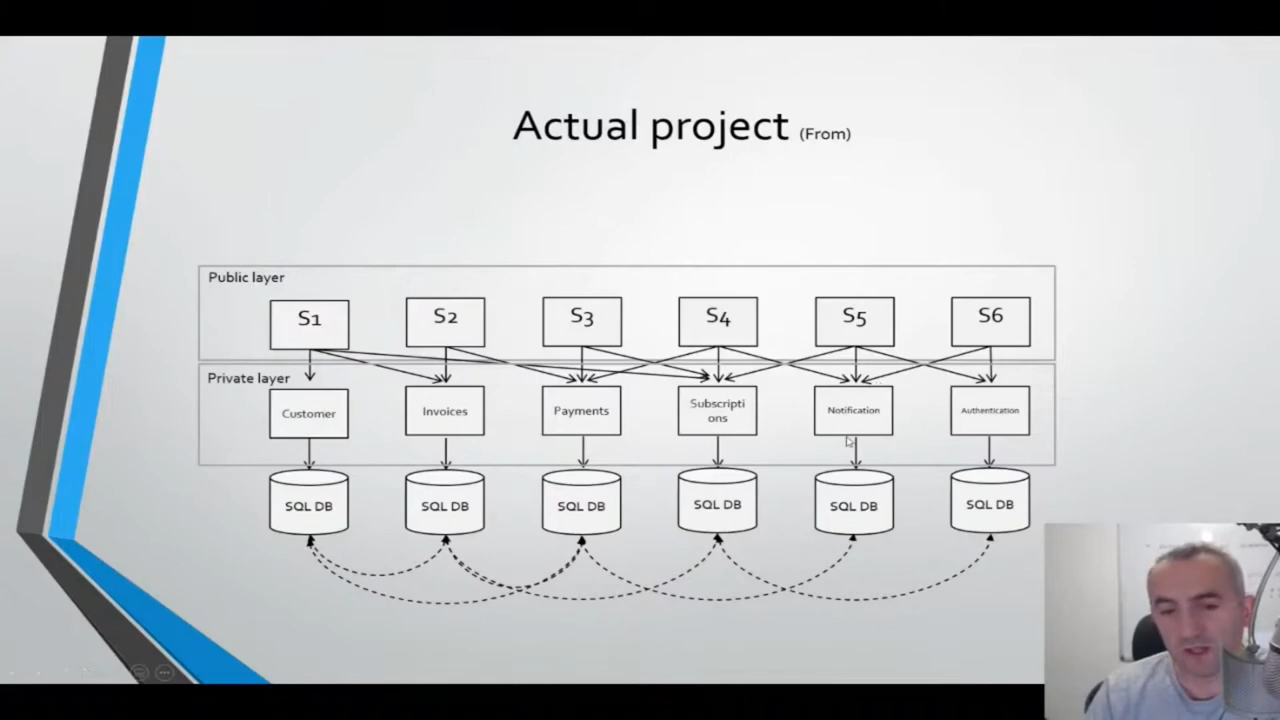 Actual project (From)
Public layer
S1 S2 S3 S4 S5 S6
Private layer
Customer Invoices Payments Subscripti
ons Notification Authentication
SQL DB SQL DB SQL DB SQL DB SQL DB SQL DB